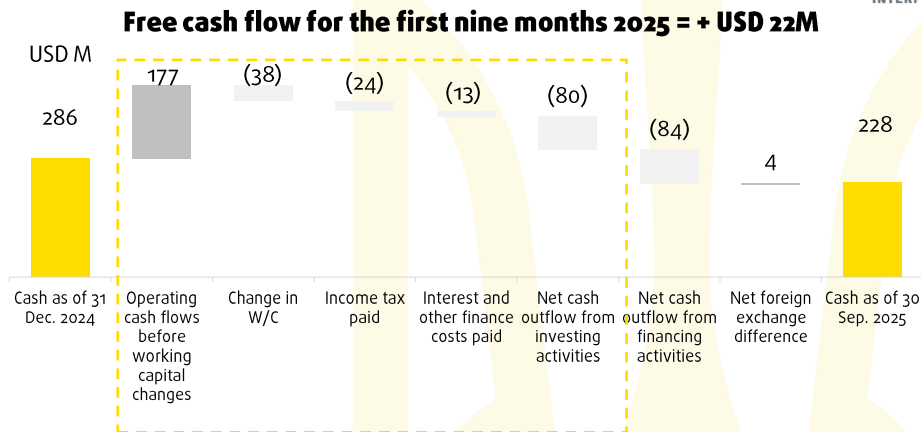 INTERP
Free cash flow for the first nine months 2025 = + USD 22M
USD M
286
177
(38)
(24)
(13)
(80)
(84)
4
228
Cash as of 31
Dec. 2024
Operating
cash flows
before
working
capital
changes
Change in
W/C
Income tax
paid
Interest and
other finance
costs paid
Net cash
outflow from
investing
activities
Net cash
outflow from
financing
activities
Net foreign
exchange
difference
Cash as of 30
Sep. 2025